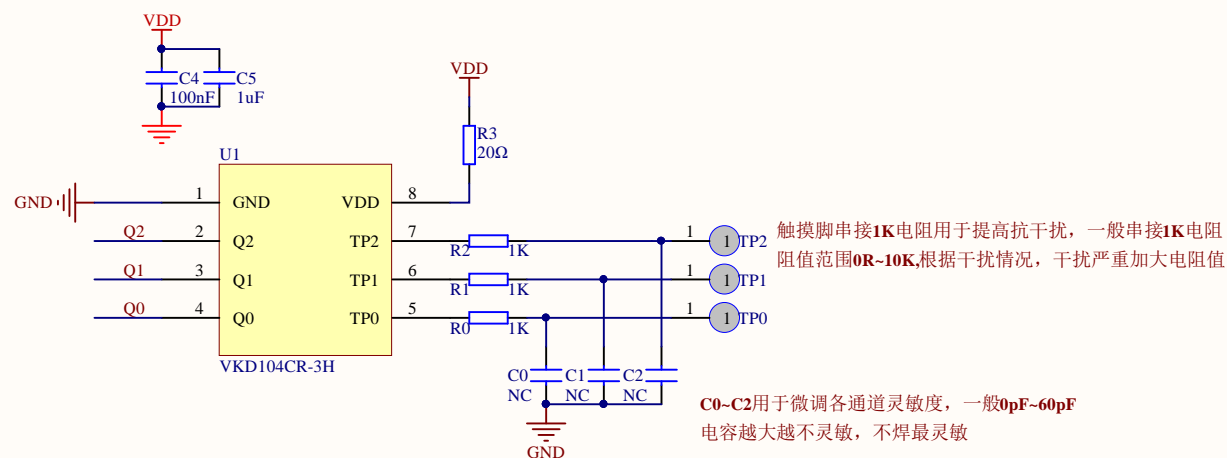 VDD
C4
C5
100nF
1uF
VDD
R3
20Ω
U1
GND
1
GND
VDD
8
Q2
2
Q2
TP2
7
R2
1K
1
1
TP2
Q1
3
Q1
TP1
6
R1
1K
1
1
TP1
Q0
4
Q0
TP0
5
R0
1K
1
1
TP0
VKD104CR-3H
触摸脚串接1K电阻用于提高抗干扰，一般串接1K电阻
阻值范围0R~10K,根据干扰情况，干扰严重加大电阻值
C0
C1
C2
NC
NC
NC
GND
C0~C2用于微调各通道灵敏度，一般0pF~60pF
电容越大越不灵敏，不焊最灵敏